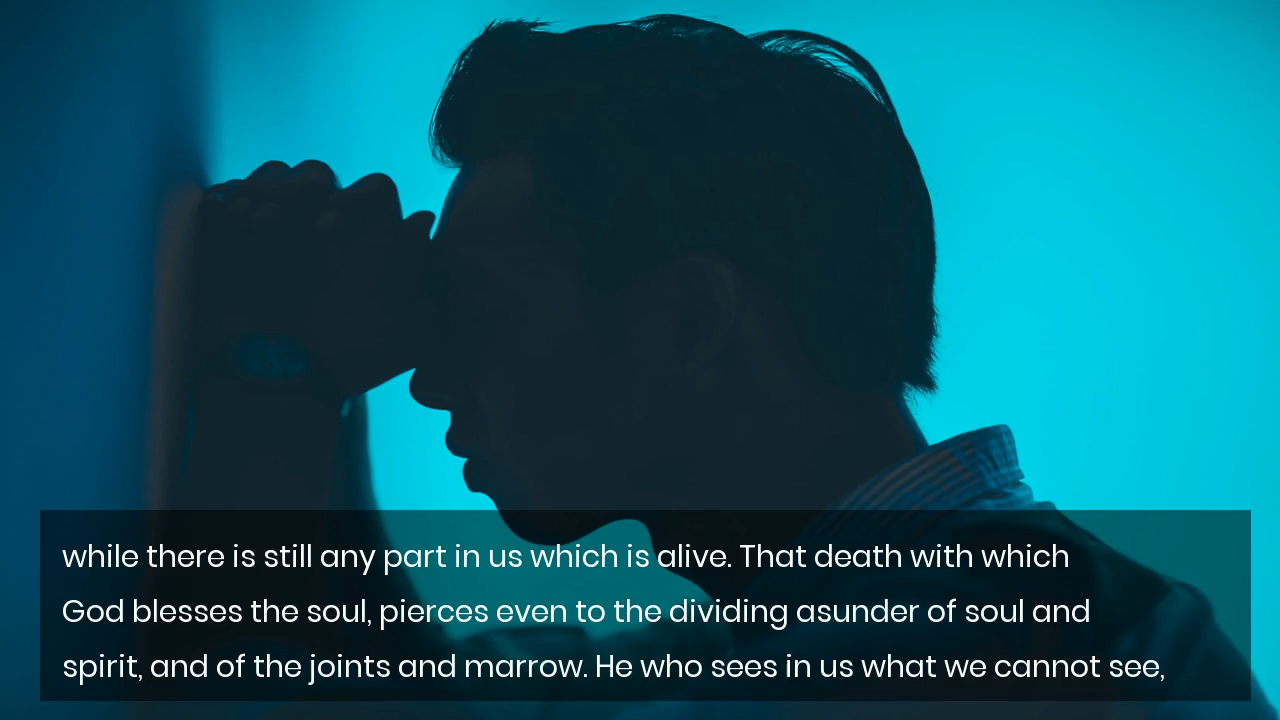 while there is still any part in us which is alive. That death with which
God blesses the soul, pierces even to the dividing asunder of soul and
spirit, and of the joints and marrow. He who sees in us what we cannot see,